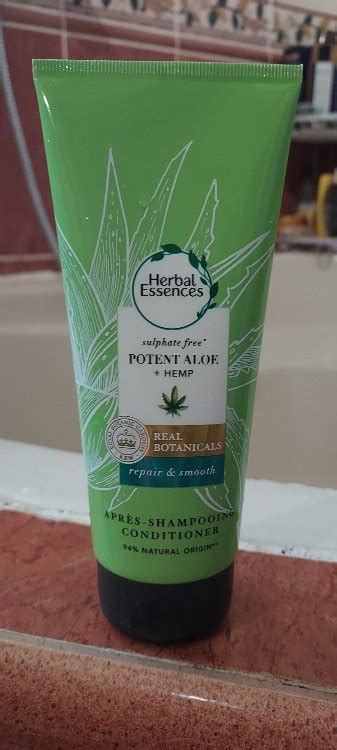 Herbal
Essences
sulphate free*
POTENT ALOE
+ HEMP
REAL
BOTANICALS
repair & smooth
APRÈS-SHAMPOOING
CONDITIONER
94% NATURAL ORIGIN**